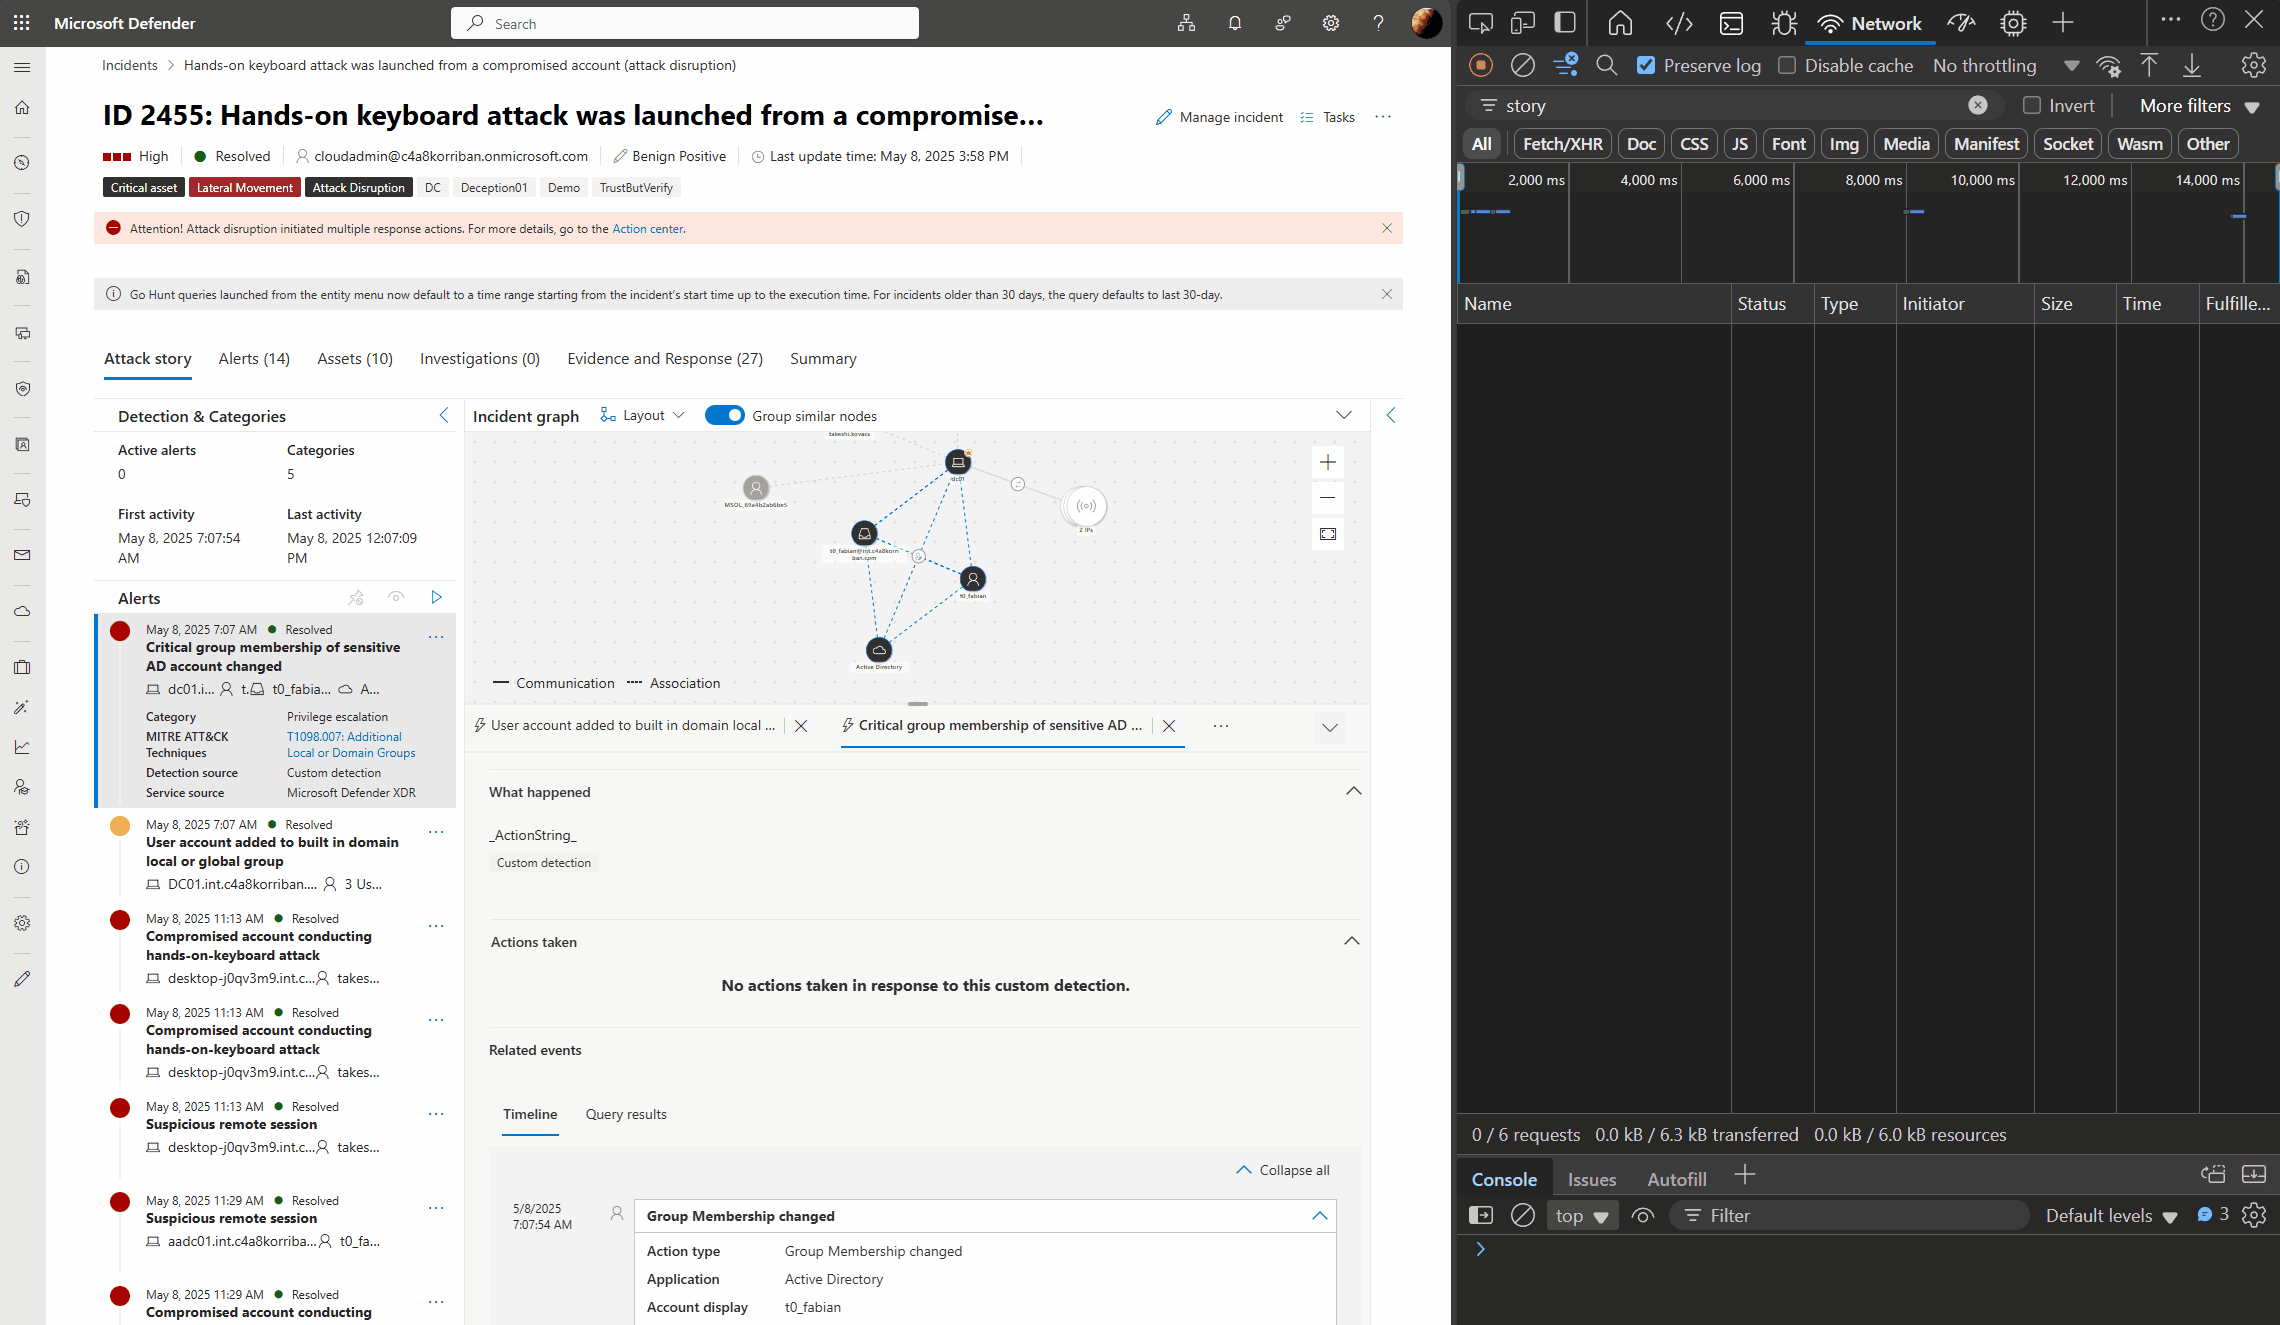 Microsoft Defender
Search
Incidents > Hands-on keyboard attack was launched from a compromised account (attack disruption)
ID 2455: Hands-on keyboard attack was launched from a compromise...
Manage incident
Tasks
High
Resolved
cloudadmin@c4a8korriban.onmicrosoft.com
Benign Positive
Last update time: May 8, 2025 3:58 PM
Critical asset
Lateral Movement
Attack Disruption
DC
Deception01
Demo
TrustButVerify
Attention! Attack disruption initiated multiple response actions. For more details, go to the Action center.
Go Hunt queries launched from the entity menu now default to a time range starting from the incident's start time up to the execution time. For incidents older than 30 days, the query defaults to last 30-day.
Attack story
Alerts (14)
Assets (10)
Investigations (0)
Evidence and Response (27)
Summary
Detection & Categories
Active alerts
Categories
0
5
First activity
Last activity
May 8, 2025 7:07:54
AM
May 8, 2025 12:07:09
PM
Alerts
May 8, 2025 7:07 AM Resolved
Critical group membership of sensitive
AD account changed
dc01.i... t. t0_fabia... A...
Category Privilege escalation
MITRE ATT&CK
Techniques
T1098.007: Additional
Local or Domain Groups
Detection source Custom detection
Service source Microsoft Defender XDR
May 8, 2025 7:07 AM Resolved
User account added to built in domain
local or global group
DC01.int.c4a8korriban.... 3 Us...
May 8, 2025 11:13 AM Resolved
Compromised account conducting
hands-on-keyboard attack
desktop-j0qv3m9.int.c... takes...
May 8, 2025 11:13 AM Resolved
Compromised account conducting
hands-on-keyboard attack
desktop-j0qv3m9.int.c... takes...
May 8, 2025 11:13 AM Resolved
Suspicious remote session
desktop-j0qv3m9.int.c... takes...
May 8, 2025 11:29 AM Resolved
Suspicious remote session
aadc01.int.c4a8korriba... t0_fa...
May 8, 2025 11:29 AM Resolved
Compromised account conducting
Incident graph
Layout
Group similar nodes
takeshi.kovacs
dc01
MSOL_69a4b2ab6be5
2 IPs
t0_fabian@int.c4a8korri
ban.com
t0_fabian
Active Directory
Communication
Association
User account added to built in domain local ...
Critical group membership of sensitive AD ...
What happened
_ActionString_
Custom detection
Actions taken
No actions taken in response to this custom detection.
Related events
Timeline
Query results
Collapse all
5/8/2025
7:07:54 AM
Group Membership changed
Action type Group Membership changed
Application Active Directory
Account display t0_fabian
Network
Preserve log
Disable cache
No throttling
story
Invert
More filters
All
Fetch/XHR
Doc
CSS
JS
Font
Img
Media
Manifest
Socket
Wasm
Other
2,000 ms
4,000 ms
6,000 ms
8,000 ms
10,000 ms
12,000 ms
14,000 ms
Name
Status
Type
Initiator
Size
Time
Fulfille...
0 / 6 requests
0.0 kB / 6.3 kB transferred
0.0 kB / 6.0 kB resources
Console
Issues
Autofill
top
Filter
Default levels
3